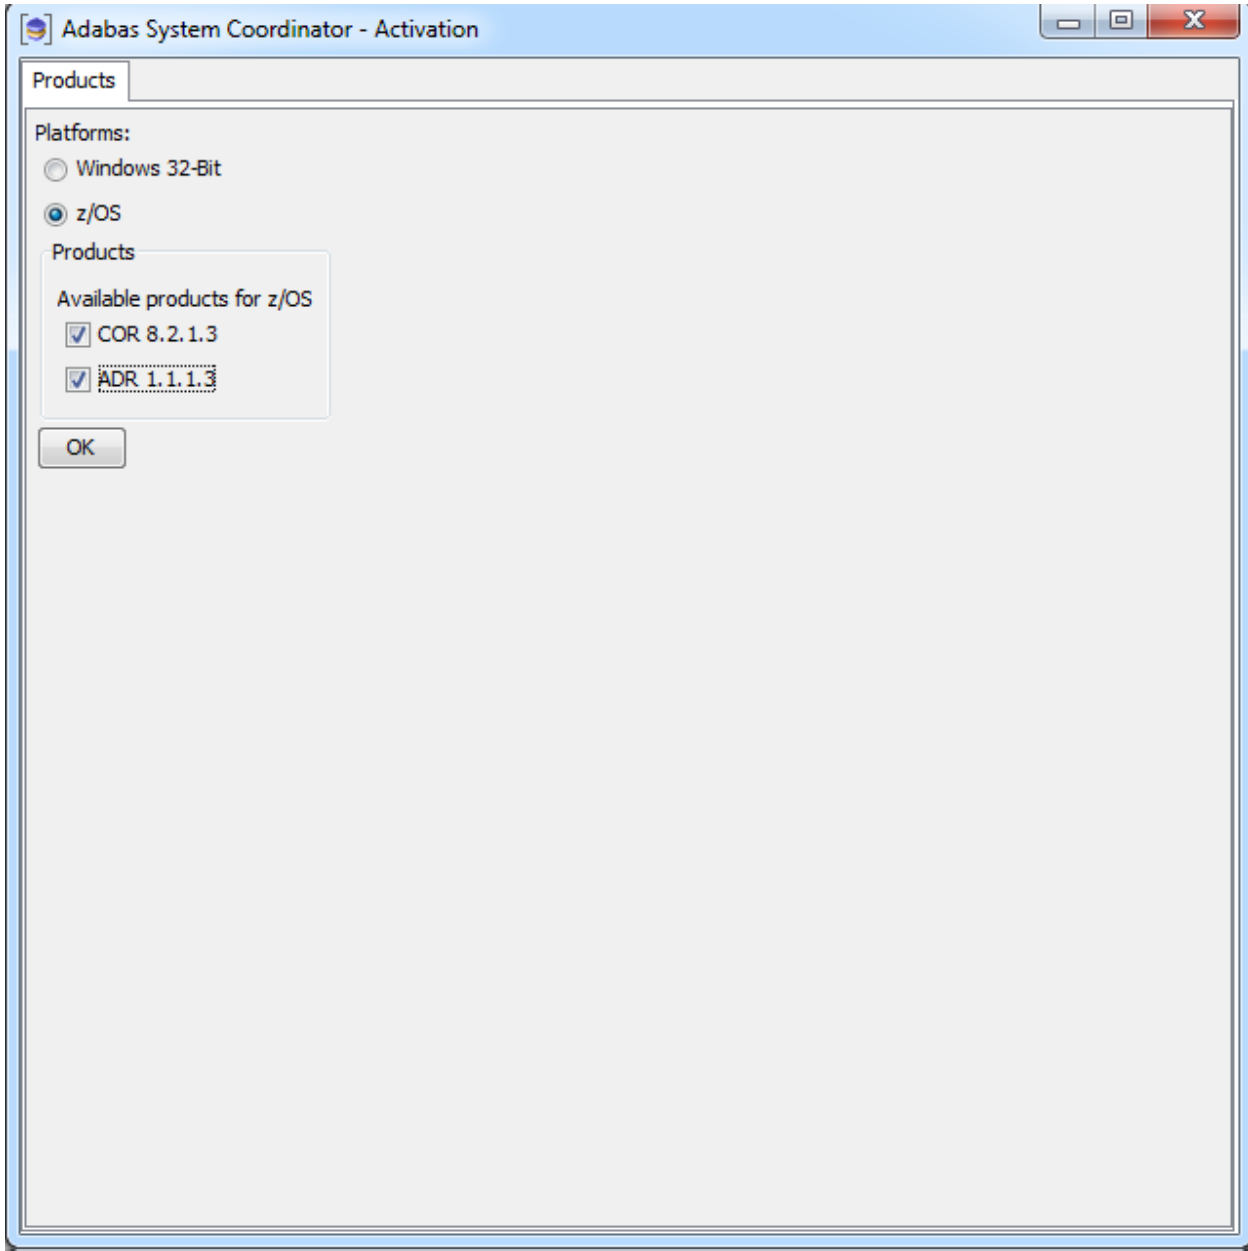 Adabas System Coordinator - Activation
Products
Platforms:
Windows 32-Bit
z/OS
Products
Available products for z/OS
COR 8.2.1.3
ADR 1.1.1.3
OK